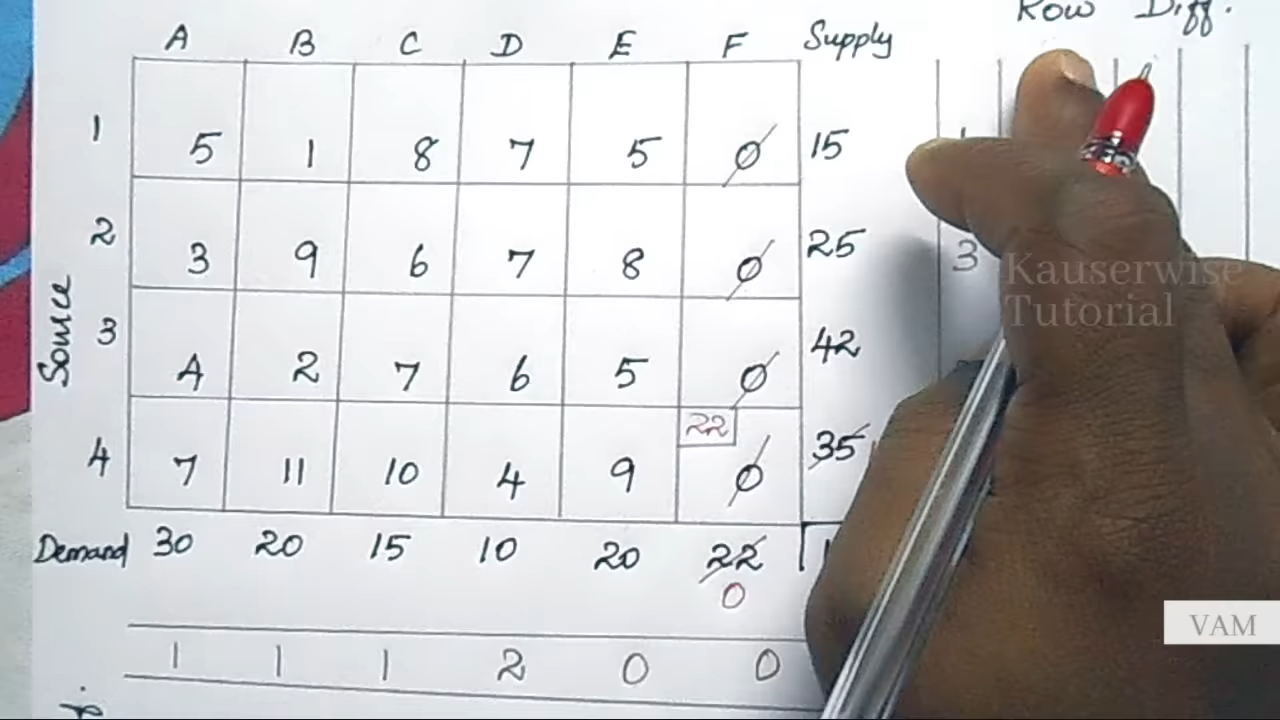 Row Diff.
A B C D E F Supply
1 5 1 8 7 5 0 15 1
2 3 9 6 7 8 0 25 3
Source
3 4 2 7 6 5 0 42
22
4 7 11 10 4 9 0 35
Demand 30 20 15 10 20 22
0
1 1 1 2 0 0
Kauserwise
Tutorial
VAM